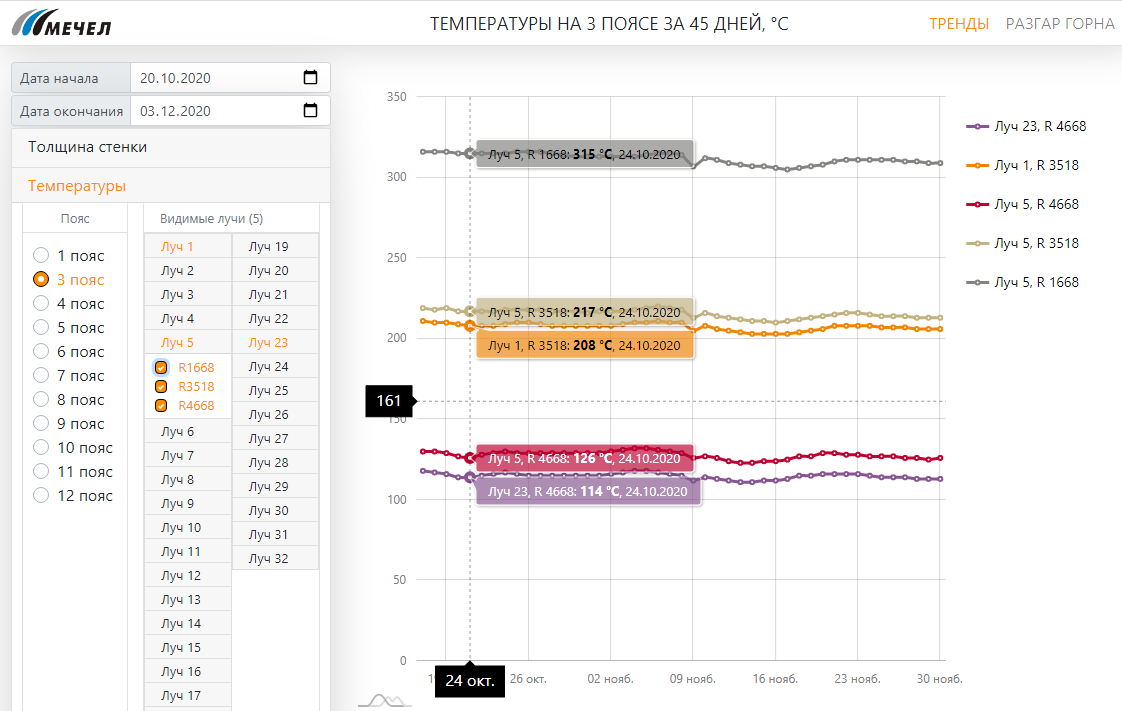 МЕЧЕЛ
ТЕМПЕРАТУРЫ НА 3 ПОЯСЕ ЗА 45 ДНЕЙ, °C
ТРЕНДЫ РАЗГАР ГОРНА
Дата начала 20.10.2020
Дата окончания 03.12.2020
Толщина стенки
Температуры
Пояс
1 пояс
3 пояс
4 пояс
5 пояс
6 пояс
7 пояс
8 пояс
9 пояс
10 пояс
11 пояс
12 пояс
Видимые лучи (5)
Луч 1
Луч 2
Луч 3
Луч 4
Луч 5
R1668
R3518
R4668
Луч 6
Луч 7
Луч 8
Луч 9
Луч 10
Луч 11
Луч 12
Луч 13
Луч 14
Луч 15
Луч 16
Луч 17
Луч 19
Луч 20
Луч 21
Луч 22
Луч 23
Луч 24
Луч 25
Луч 26
Луч 27
Луч 28
Луч 29
Луч 30
Луч 31
Луч 32
350
300
250
200
150
100
50
0
161
Луч 5, R 1668: 315 °C, 24.10.2020
Луч 5, R 3518: 217 °C, 24.10.2020
Луч 1, R 3518: 208 °C, 24.10.2020
Луч 5, R 4668: 126 °C, 24.10.2020
Луч 23, R 4668: 114 °C, 24.10.2020
24 окт.
26 окт.
02 нояб.
09 нояб.
16 нояб.
23 нояб.
30 нояб.
Луч 23, R 4668
Луч 1, R 3518
Луч 5, R 4668
Луч 5, R 3518
Луч 5, R 1668